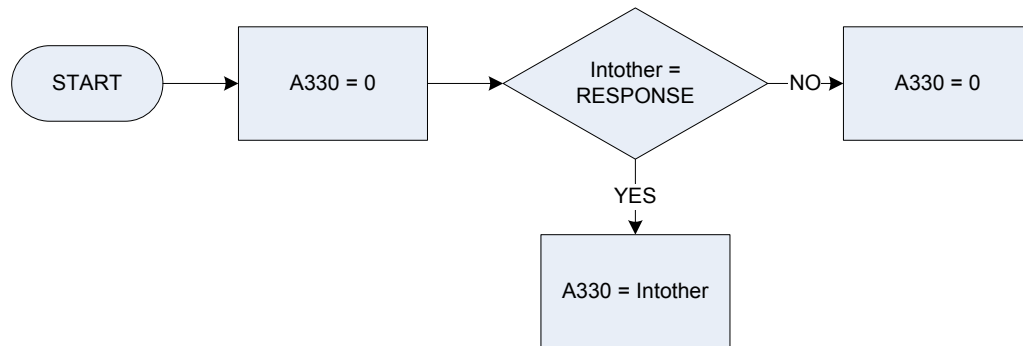 START
A330 = 0
Intother =
RESPONSE
NO
A330 = 0
YES
A330 = Intother